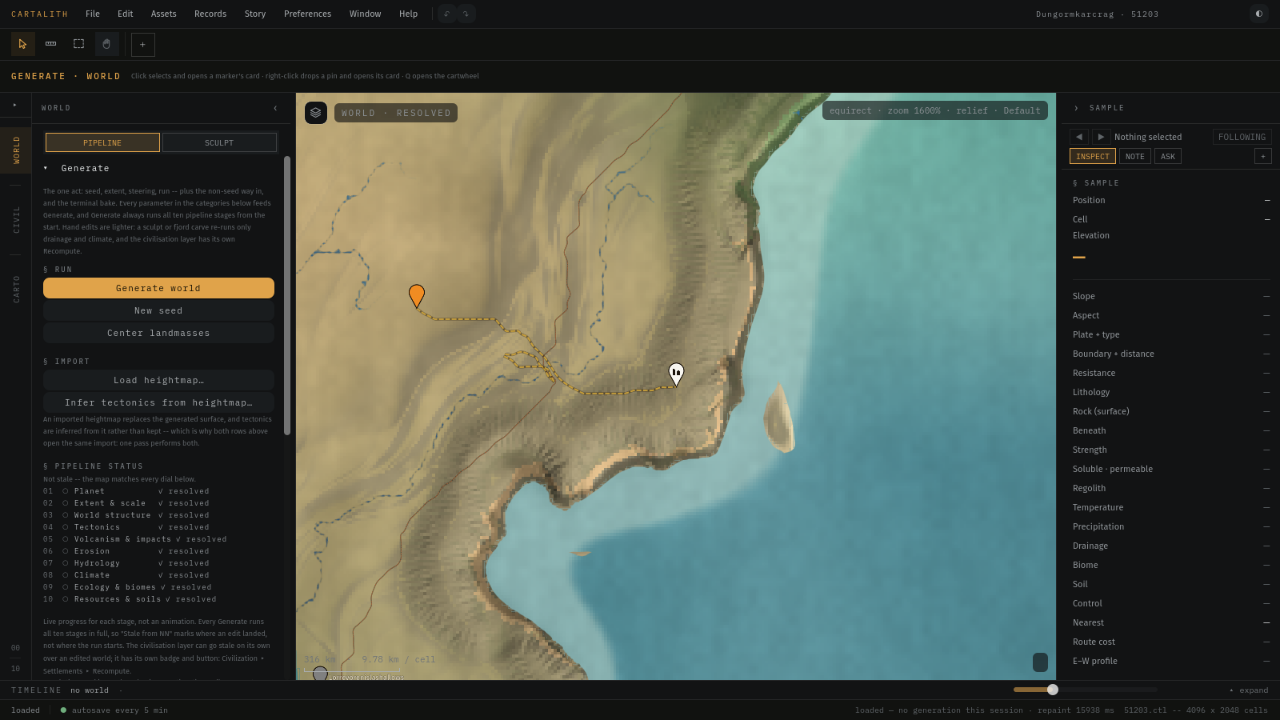 CARTALITH File Edit Assets Records Story Preferences Window Help Dungormkarcrag · 51203
+
GENERATE · WORLD Click selects and opens a marker's card · right-click drops a pin and opens its card · Q opens the cartwheel
WORLD
CIVIL
CARTO
00
10
WORLD
PIPELINE SCULPT
Generate
The one act: seed, extent, steering, run — plus the non-seed way in,
and the terminal bake. Every parameter in the categories below feeds
Generate, and Generate always runs all ten pipeline stages from the
start. Hand edits are lighter: a sculpt or fjord carve re-runs only
drainage and climate, and the civilisation layer has its own
Recompute.
§ RUN
Generate world
New seed
Center landmasses
§ IMPORT
Load heightmap…
Infer tectonics from heightmap…
An imported heightmap replaces the generated surface, and tectonics
are inferred from it rather than kept — which is why both rows above
open the same import: one pass performs both.
§ PIPELINE STATUS
Not stale — the map matches every dial below.
01 ○ Planet √ resolved
02 ○ Extent & scale √ resolved
03 ○ World structure √ resolved
04 ○ Tectonics √ resolved
05 ○ Volcanism & impacts √ resolved
06 ○ Erosion √ resolved
07 ○ Hydrology √ resolved
08 ○ Climate √ resolved
09 ○ Ecology & biomes √ resolved
10 ○ Resources & soils √ resolved
Live progress for each stage, not an animation. Every Generate runs
all ten stages in full, so "Stale from NN" marks where an edit landed,
not where the run starts. The civilisation layer can go stale on its own
over an edited world; it has its own badge and button: Civilization ▸
Settlements ▸ Recompute.
WORLD · RESOLVED
equirect · room 1600% · relief · Default
316 km 9.78 km / cell
SAMPLE
Nothing selected FOLLOWING
INSPECT NOTE ASK +
§ SAMPLE
Position —
Cell —
Elevation
—
Slope —
Aspect —
Plate + type —
Boundary + distance —
Resistance —
Lithology —
Rock (surface) —
Beneath —
Strength —
Soluble · permeable —
Regolith —
Temperature —
Precipitation —
Drainage —
Biome —
Soil —
Control —
Nearest —
Route cost —
E–W profile —
TIMELINE no world · expand
loaded ● autosave every 5 min loaded — no generation this session · repaint 15938 ms 51203.ctl -- 4096 x 2048 cells